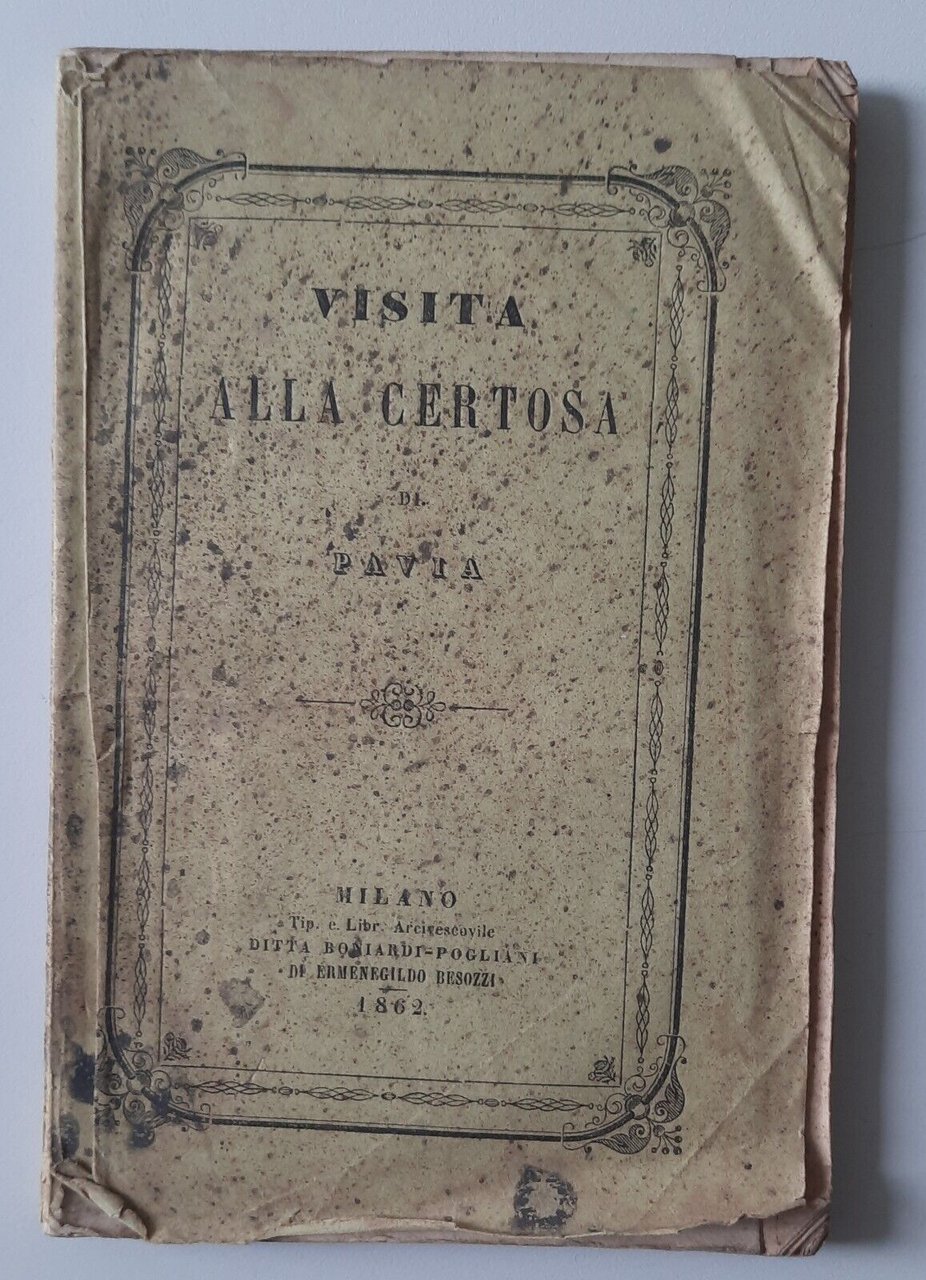 VISITA
ALLA CERTOSA
DI
PAVIA
MILANO
Tip. e Libr. Arcivescovile
DITTA BONIARDI-POGLIANI
DI ERMENEGILDO BESOZZI
1862.